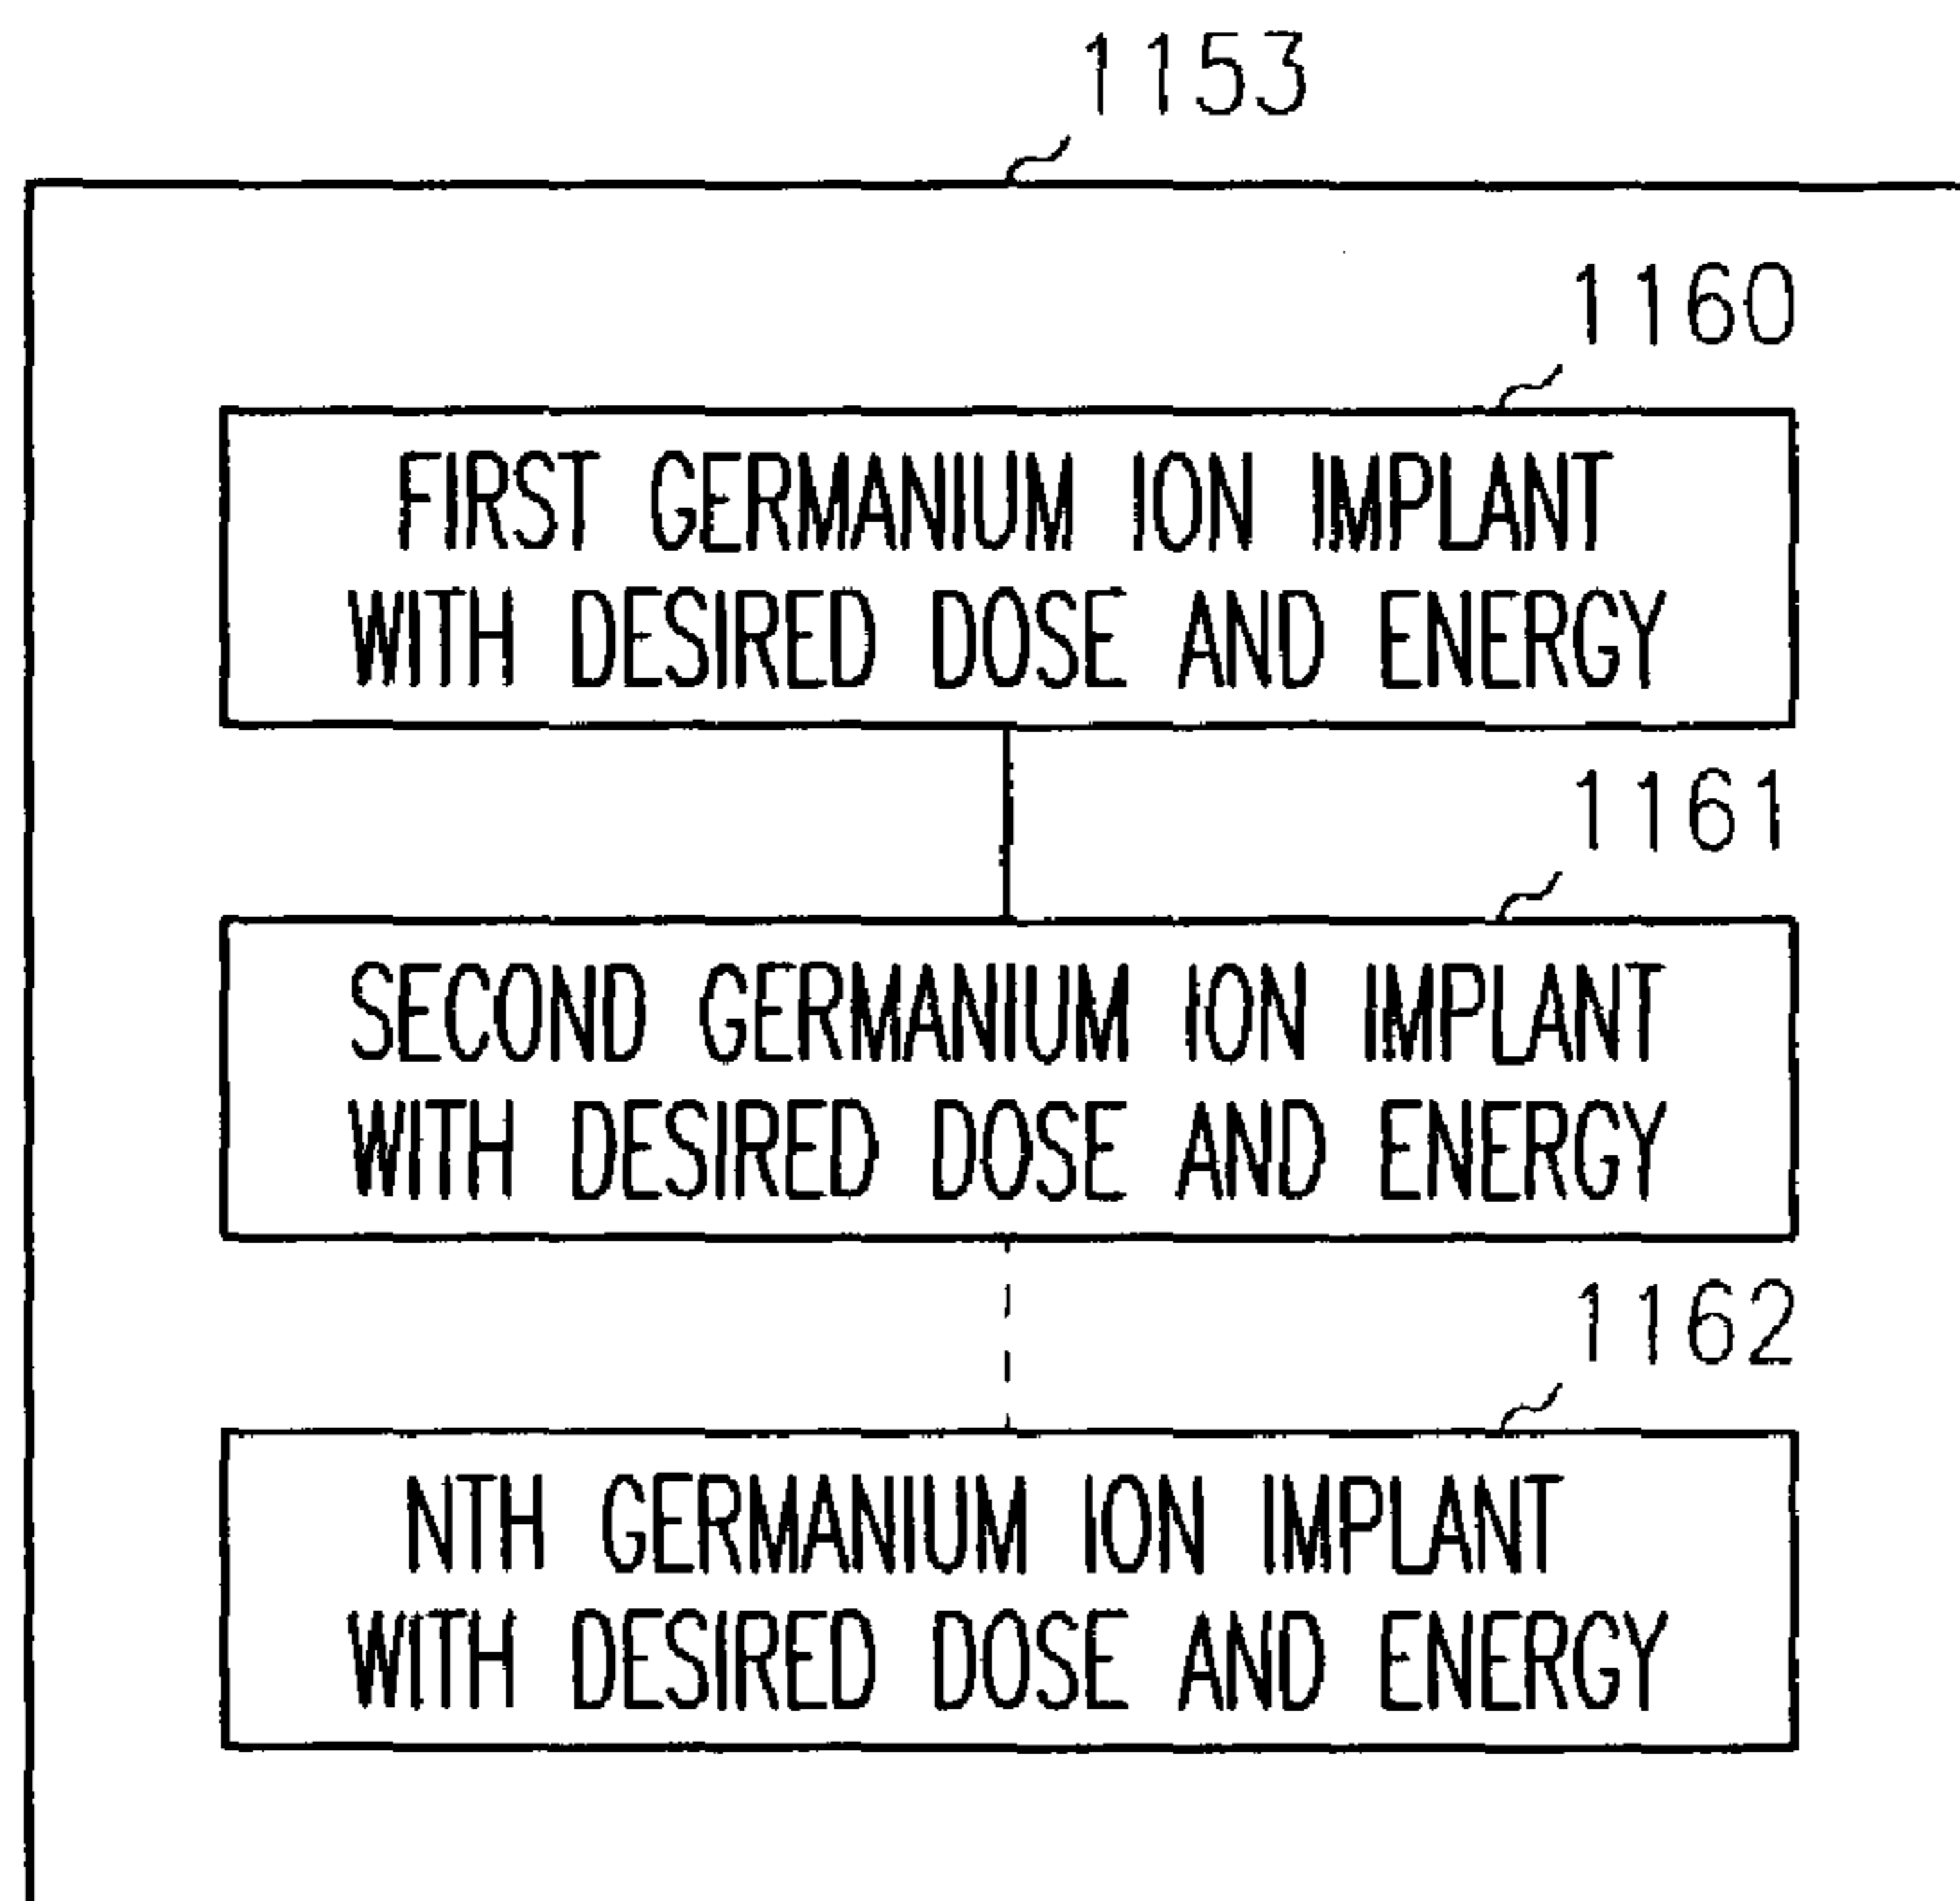 1153
1160
FIRST GERMANIUM ION IMPLANT
WITH DESIRED DOSE AND ENERGY
1161
SECOND GERMANIUM ION IMPLANT
WITH DESIRED DOSE AND ENERGY
1162
NTH GERMANIUM ION IMPLANT
WITH DESIRED DOSE AND ENERGY